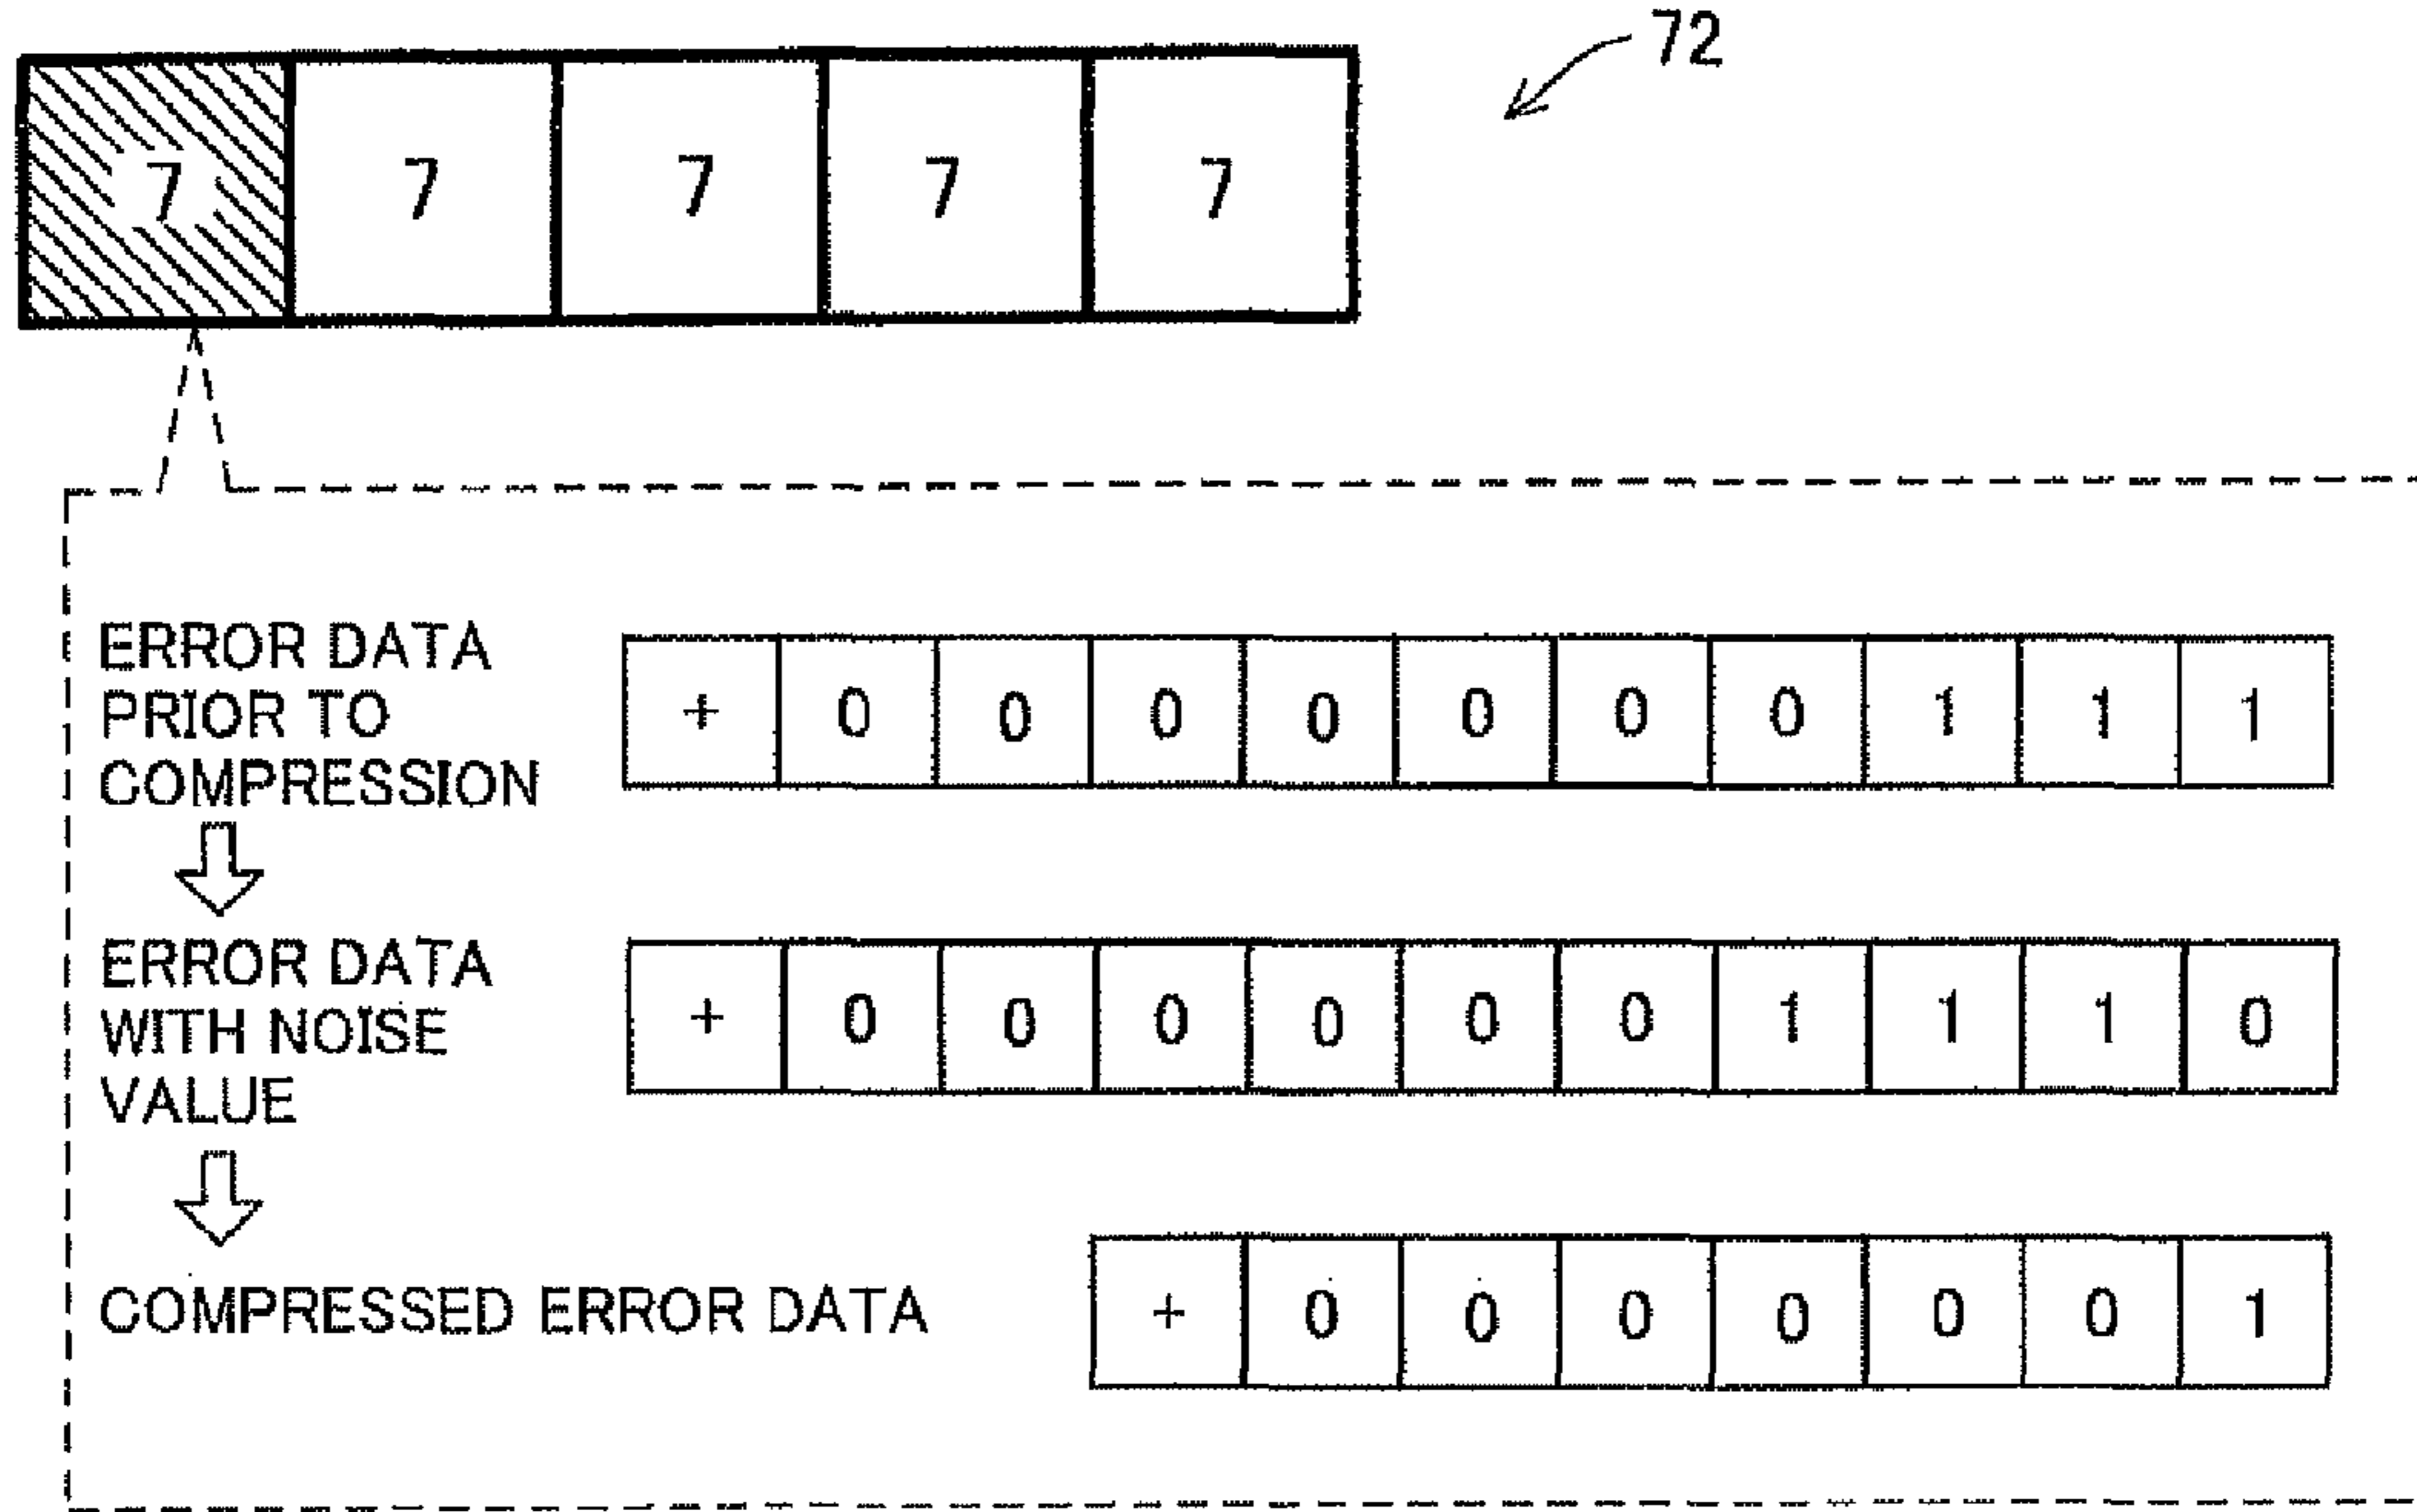 72
7 7 7 7 7
ERROR DATA
PRIOR TO
COMPRESSION
+ 0 0 0 0 0 0 0 1 1 1
ERROR DATA
WITH NOISE
VALUE
+ 0 0 0 0 0 0 1 1 1 0
COMPRESSED ERROR DATA
+ 0 0 0 0 0 0 1